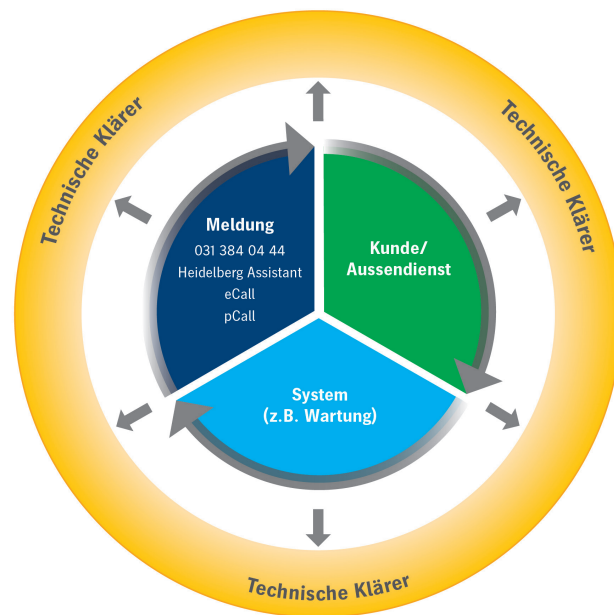 Technische Klärer
Technische Klärer
Meldung
031 384 04 44
Heidelberg Assistant
eCall
pCall
Kunde/
Aussendienst
System
(z.B. Wartung)
Technische Klärer